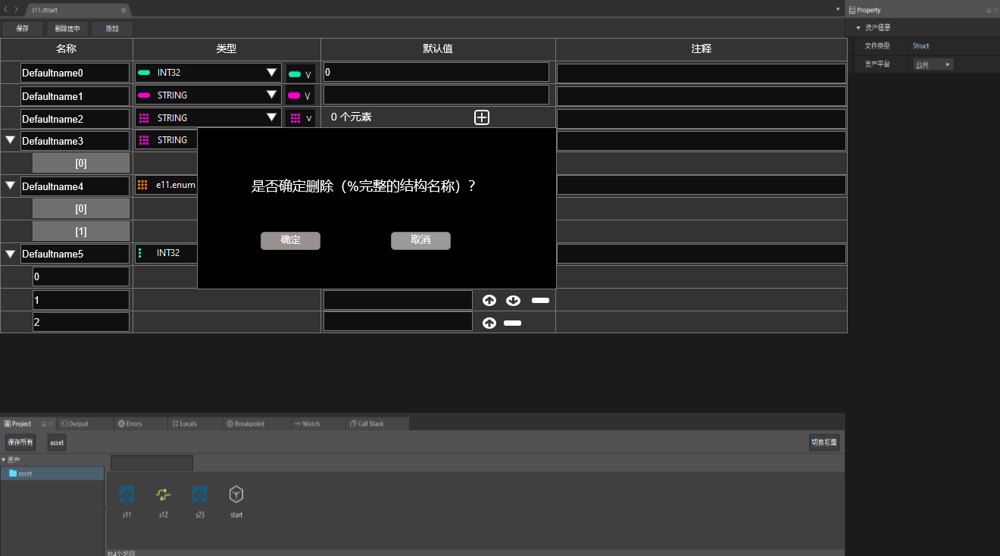 s11.struct
Property
保存 删除选中 添加
资产信息
名称 类型 默认值 注释
文件类型 Struct
资产平台 公共
Defaultname0 INT32 V 0
Defaultname1 STRING V
Defaultname2 STRING V 0 个元素
Defaultname3 STRING
[0]
是否确定删除（%完整的结构名称）？
Defaultname4 e11.enum
[0]
[1]
确定 取消
Defaultname5 INT32
0
1
2
Project Output Errors Locals Breakpoint Watch Call Stack
保存所有 asset 切换视图
资产
asset
s11 s12 s23 start
共4个项目